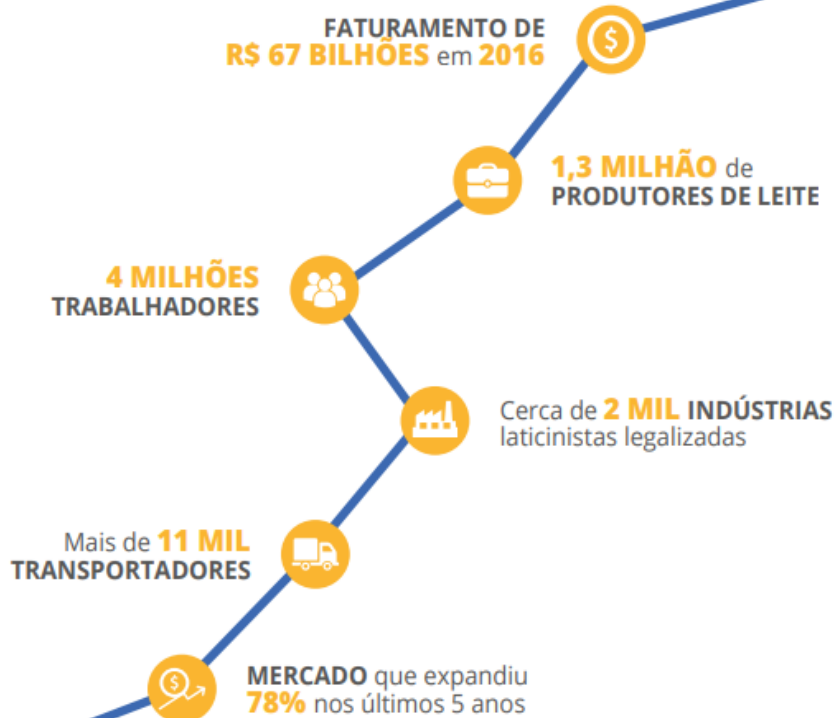 FATURAMENTO DE
R$ 67 BILHÕES em 2016
1,3 MILHÃO de
PRODUTORES DE LEITE
4 MILHÕES
TRABALHADORES
Cerca de 2 MIL INDÚSTRIAS
laticinistas legalizadas
Mais de 11 MIL
TRANSPORTADORES
MERCADO que expandiu
78% nos últimos 5 anos